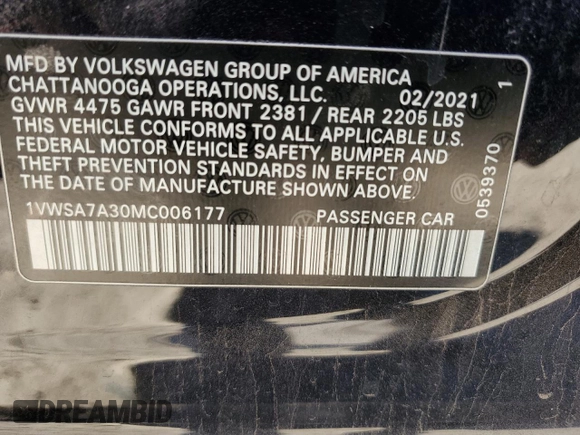 MFD BY VOLKSWAGEN GROUP OF AMERICA
CHATTANOOGA OPERATIONS, LLC. 02/2021
GVWR 4475 GAWR FRONT 2381 / REAR 2205 LBS
THIS VEHICLE CONFORMS TO ALL APPLICABLE U.S.
FEDERAL MOTOR VEHICLE SAFETY, BUMPER AND
THEFT PREVENTION STANDARDS IN EFFECT ON
THE DATE OF MANUFACTURE SHOWN ABOVE.
1VWSA7A30MC006177 PASSENGER CAR
0539370 1
DREAMBID